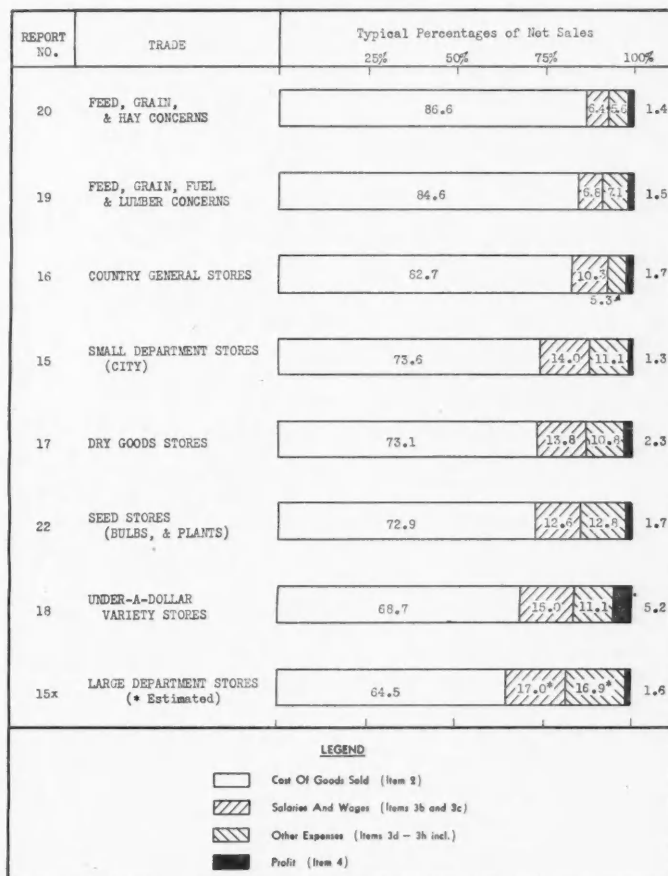 REPORT NO.
TRADE
Typical Percentages of Net Sales
25% 50% 75% 100%
20
FEED, GRAIN,
& HAY CONCERNS
86.6 6.4 5.6 1.4
19
FEED, GRAIN, FUEL
& LUMBER CONCERNS
84.6 6.8 7.1 1.5
16
COUNTRY GENERAL STORES
82.7 10.3 1.7
5.3
15
SMALL DEPARTMENT STORES
(CITY)
73.6 14.0 11.1 1.3
17
DRY GOODS STORES
73.1 13.8 10.8 2.3
22
SEED STORES
(BULBS, & PLANTS)
72.9 12.6 12.8 1.7
18
UNDER-A-DOLLAR
VARIETY STORES
68.7 15.0 11.1 5.2
15x
LARGE DEPARTMENT STORES
(* Estimated)
64.5 17.0* 16.9* 1.6
LEGEND
Cost Of Goods Sold (Item 2)
Salaries And Wages (Items 3b and 3c)
Other Expenses (Items 3d — 3h incl.)
Profit (Item 4)